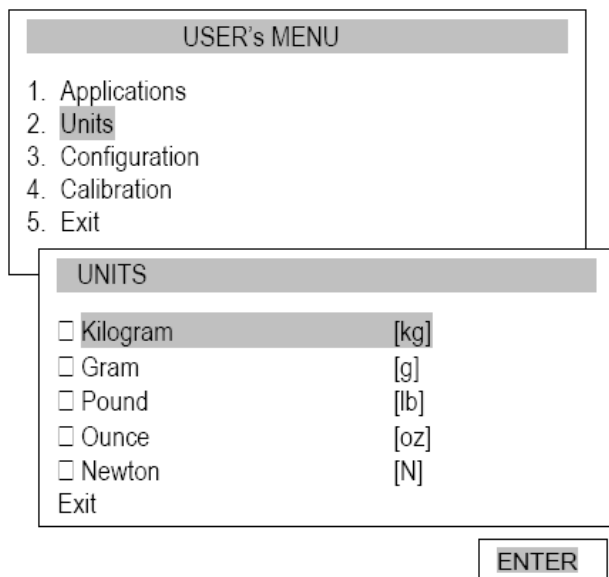 USER's MENU
1. Applications
2. Units
3. Configuration
4. Calibration
5. Exit
UNITS
Kilogram [kg]
Gram [g]
Pound [lb]
Ounce [oz]
Newton [N]
Exit
ENTER